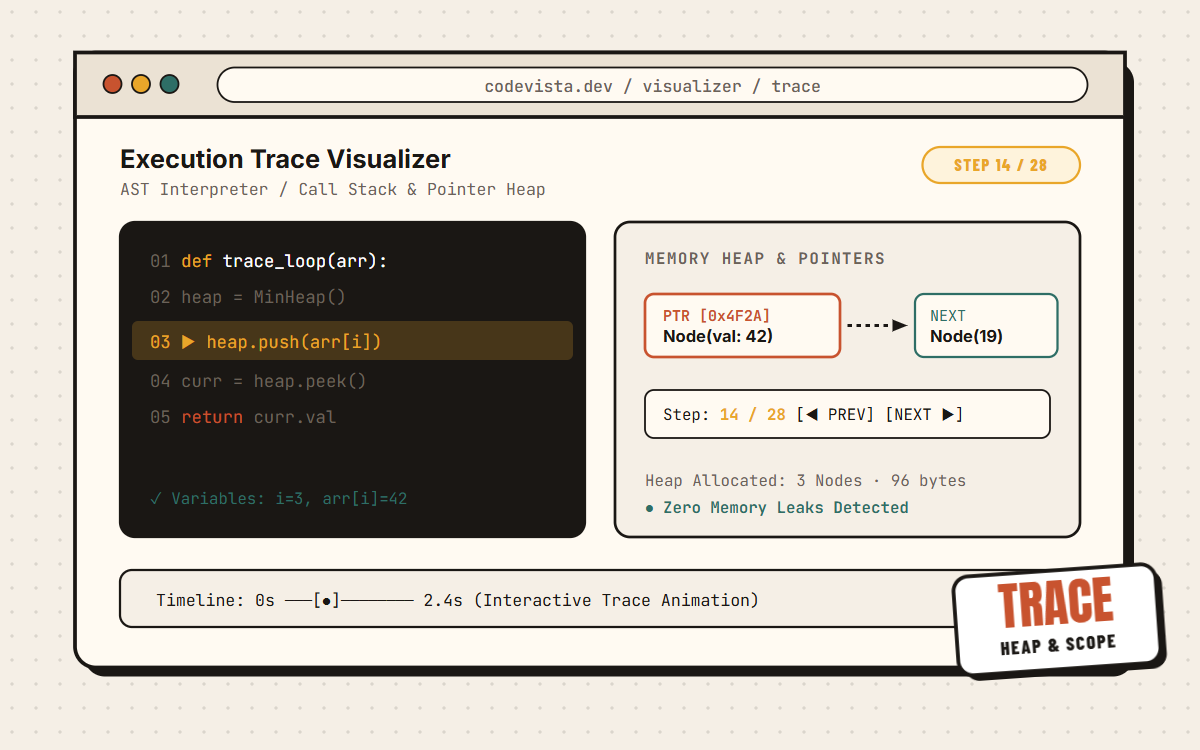 codevista.dev / visualizer / trace
Execution Trace Visualizer
AST Interpreter / Call Stack & Pointer Heap
STEP 14 / 28
01 def trace_loop(arr):
02 heap = MinHeap()
03 ▶ heap.push(arr[i])
04 curr = heap.peek()
05 return curr.val
✓ Variables: i=3, arr[i]=42
MEMORY HEAP & POINTERS
PTR [0x4F2A]
Node(val: 42)
NEXT
Node(19)
Step: 14 / 28 [◀ PREV] [NEXT ▶]
Heap Allocated: 3 Nodes · 96 bytes
● Zero Memory Leaks Detected
Timeline: 0s ───[●]──────── 2.4s (Interactive Trace Animation)
TRACE
HEAP & SCOPE